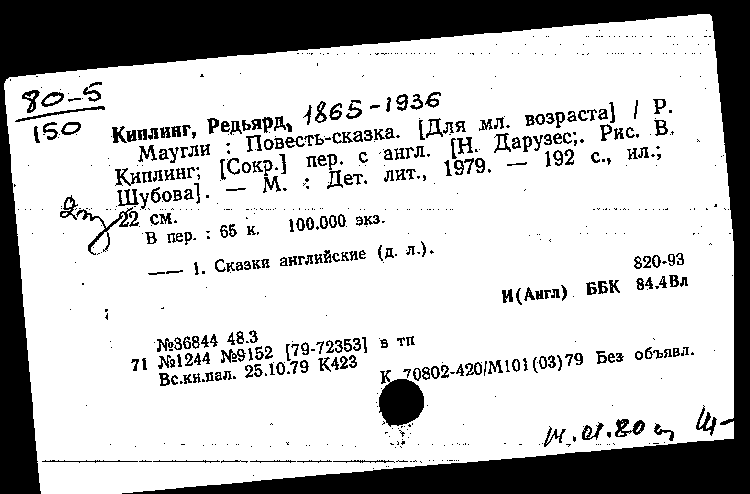 80-5
150
Киплинг, Редьярд, 1865-1936
Маугли : Повесть-сказка. [Для мл. возраста] / Р.
Киплинг; [Сокр.] пер. с англ. [Н. Дарузес;. Рис. В.
Шубова]. — М. : Дет. лит., 1979. — 192 с., ил.;
22 см.
В пер. : 65 к. 100.000 экз.
—— 1. Сказки английские (д. л.).
820-93
И(Англ) ББК 84.4Вл
№36844 48.3
71 №1244 №9152 [79-72353] в тп
Вс.кн.пал. 25.10.79 К423
К 70802-420/М101(03)79 Без объявл.
14.01.80